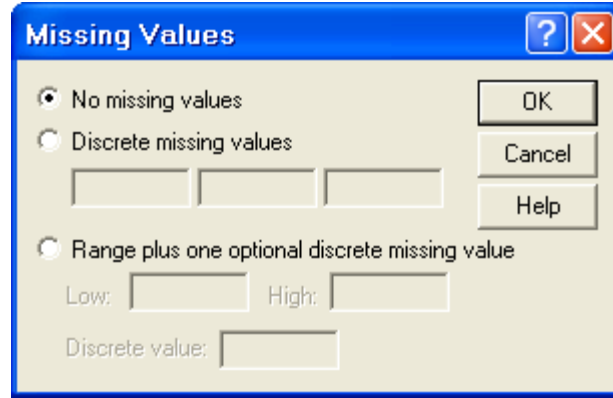 Missing Values
No missing values
OK
Discrete missing values
Cancel
Help
Range plus one optional discrete missing value
Low: High:
Discrete value: